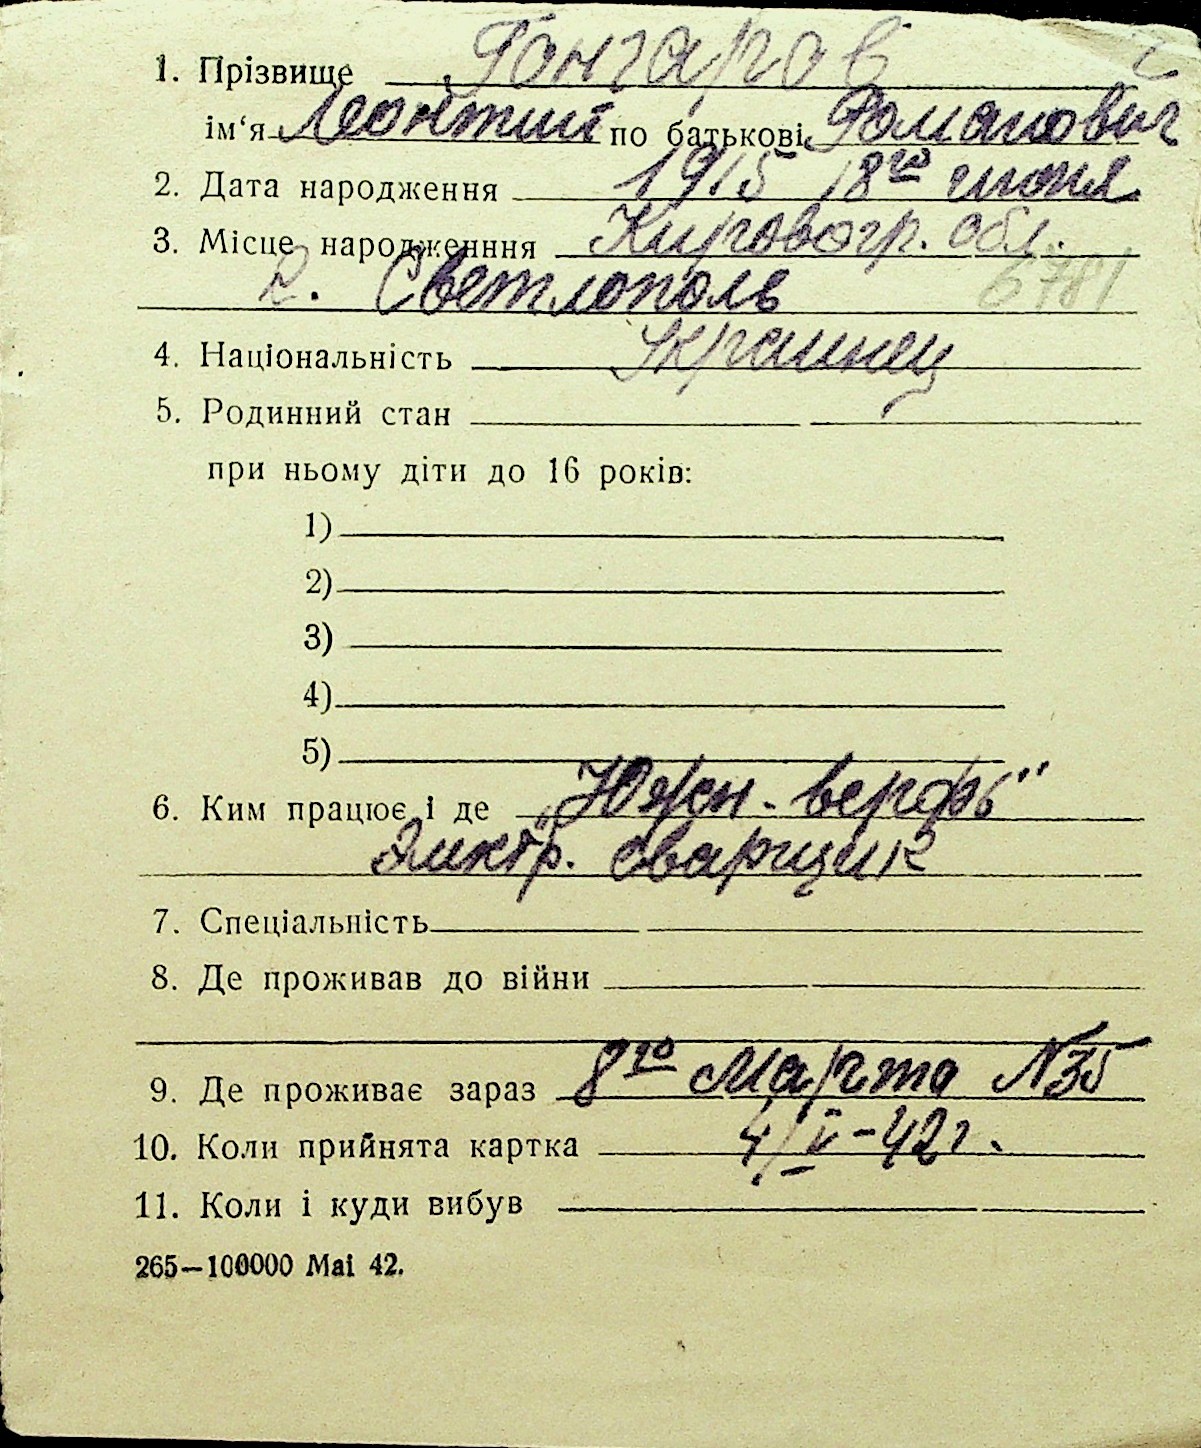 1. Прізвище Гончаров
ім'я Леонтий по батькові Романович
2. Дата народження 1915 18го июня
3. Місце народженння Кировогр. обл.
с. Светлополь 6781
4. Національність Украинец
5. Родинний стан
при ньому діти до 16 років:
1)
2)
3)
4)
5)
6. Ким працює і де „Южн. верфь"
Электр. сварщик
7. Спеціальність
8. Де проживав до війни
9. Де проживає зараз 8го Марта №35
10. Коли прийнята картка 4/V-42г.
11. Коли і куди вибув
265—100000 Mai 42.